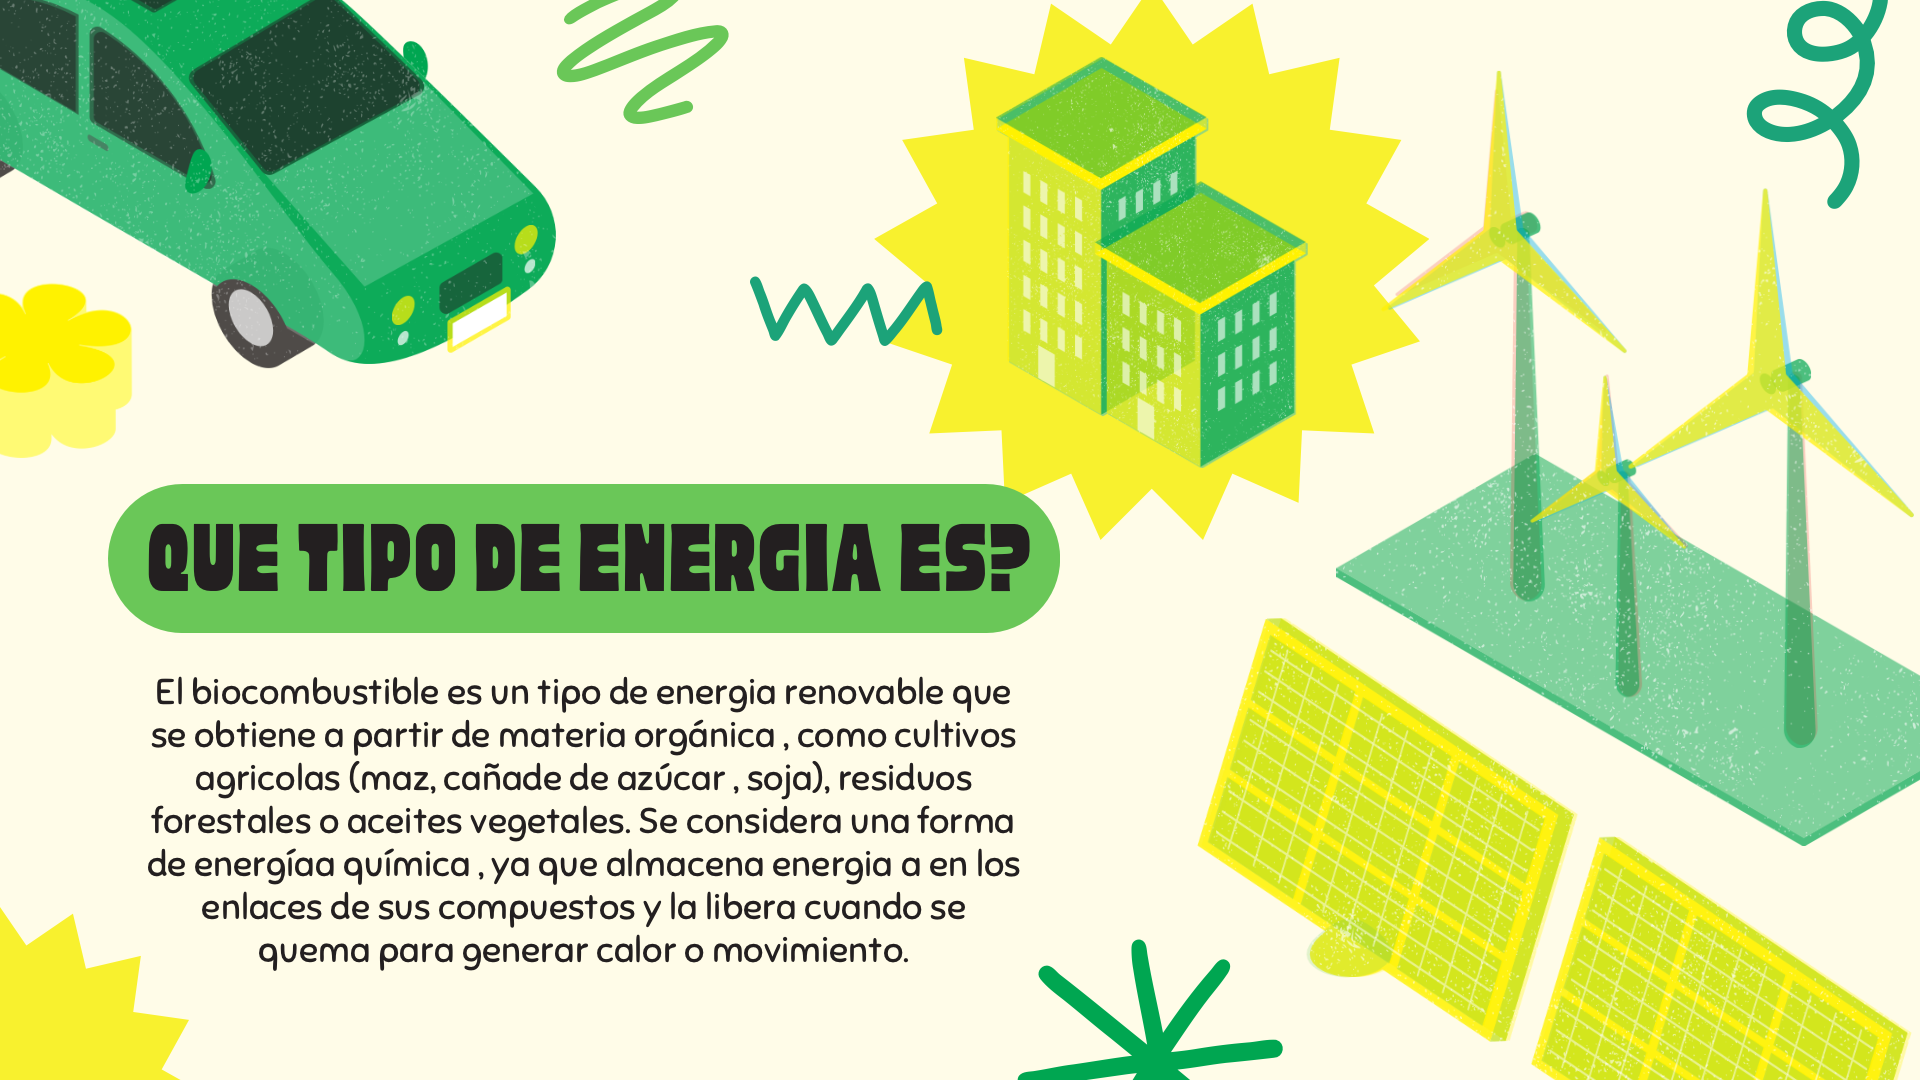 QUE TIPO DE ENERGIA ES?
El biocombustible es un tipo de energia renovable que
se obtiene a partir de materia orgánica , como cultivos
agricolas (maz, cañade de azúcar , soja), residuos
forestales o aceites vegetales. Se considera una forma
de energíaa química , ya que almacena energia a en los
enlaces de sus compuestos y la libera cuando se
quema para generar calor o movimiento.